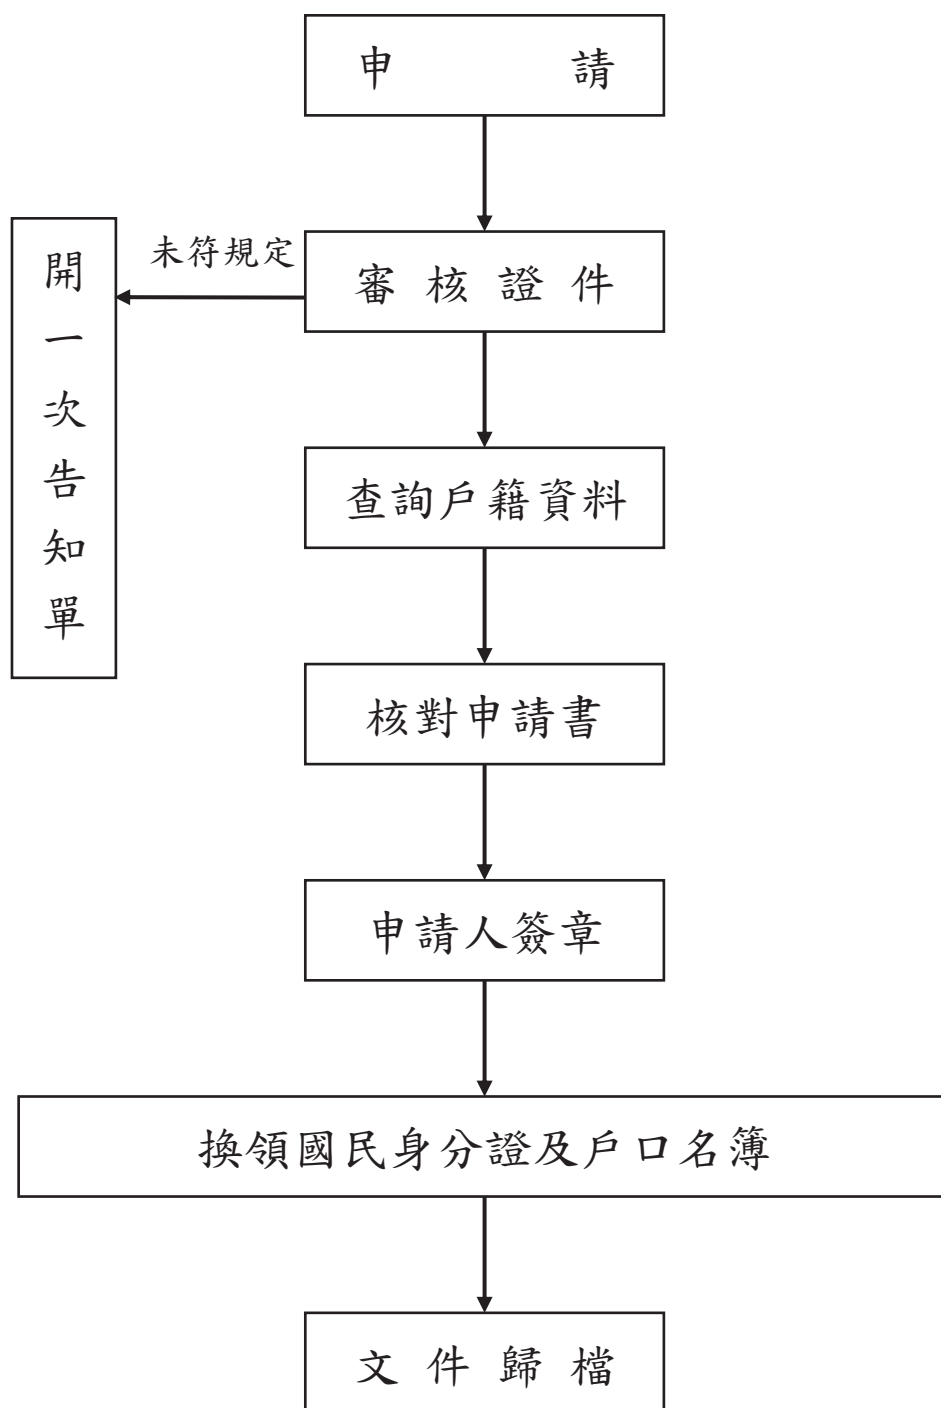 申請
未符規定
審核證件
開一次告知單
查詢戶籍資料
核對申請書
申請人簽章
換領國民身分證及戶口名簿
文件歸檔